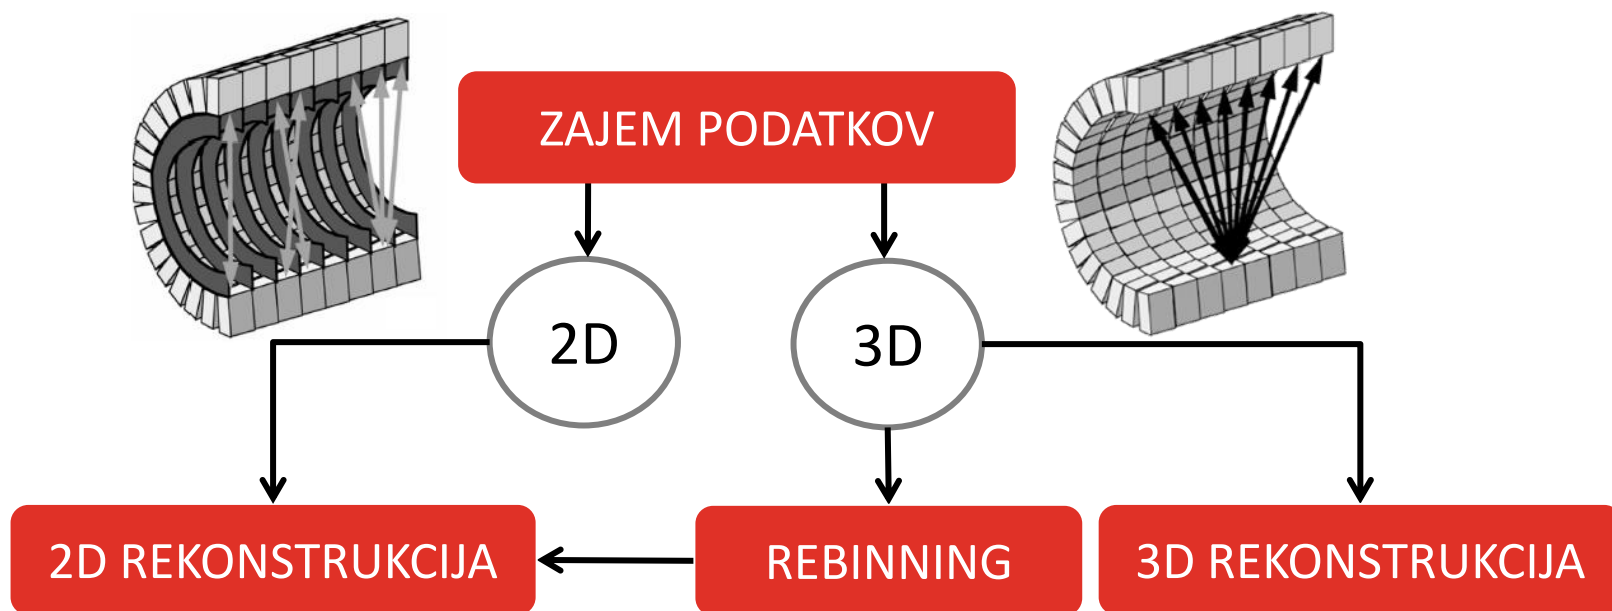 ZAJEM PODATKOV
2D
3D
2D REKONSTRUKCIJA
REBINNING
3D REKONSTRUKCIJA